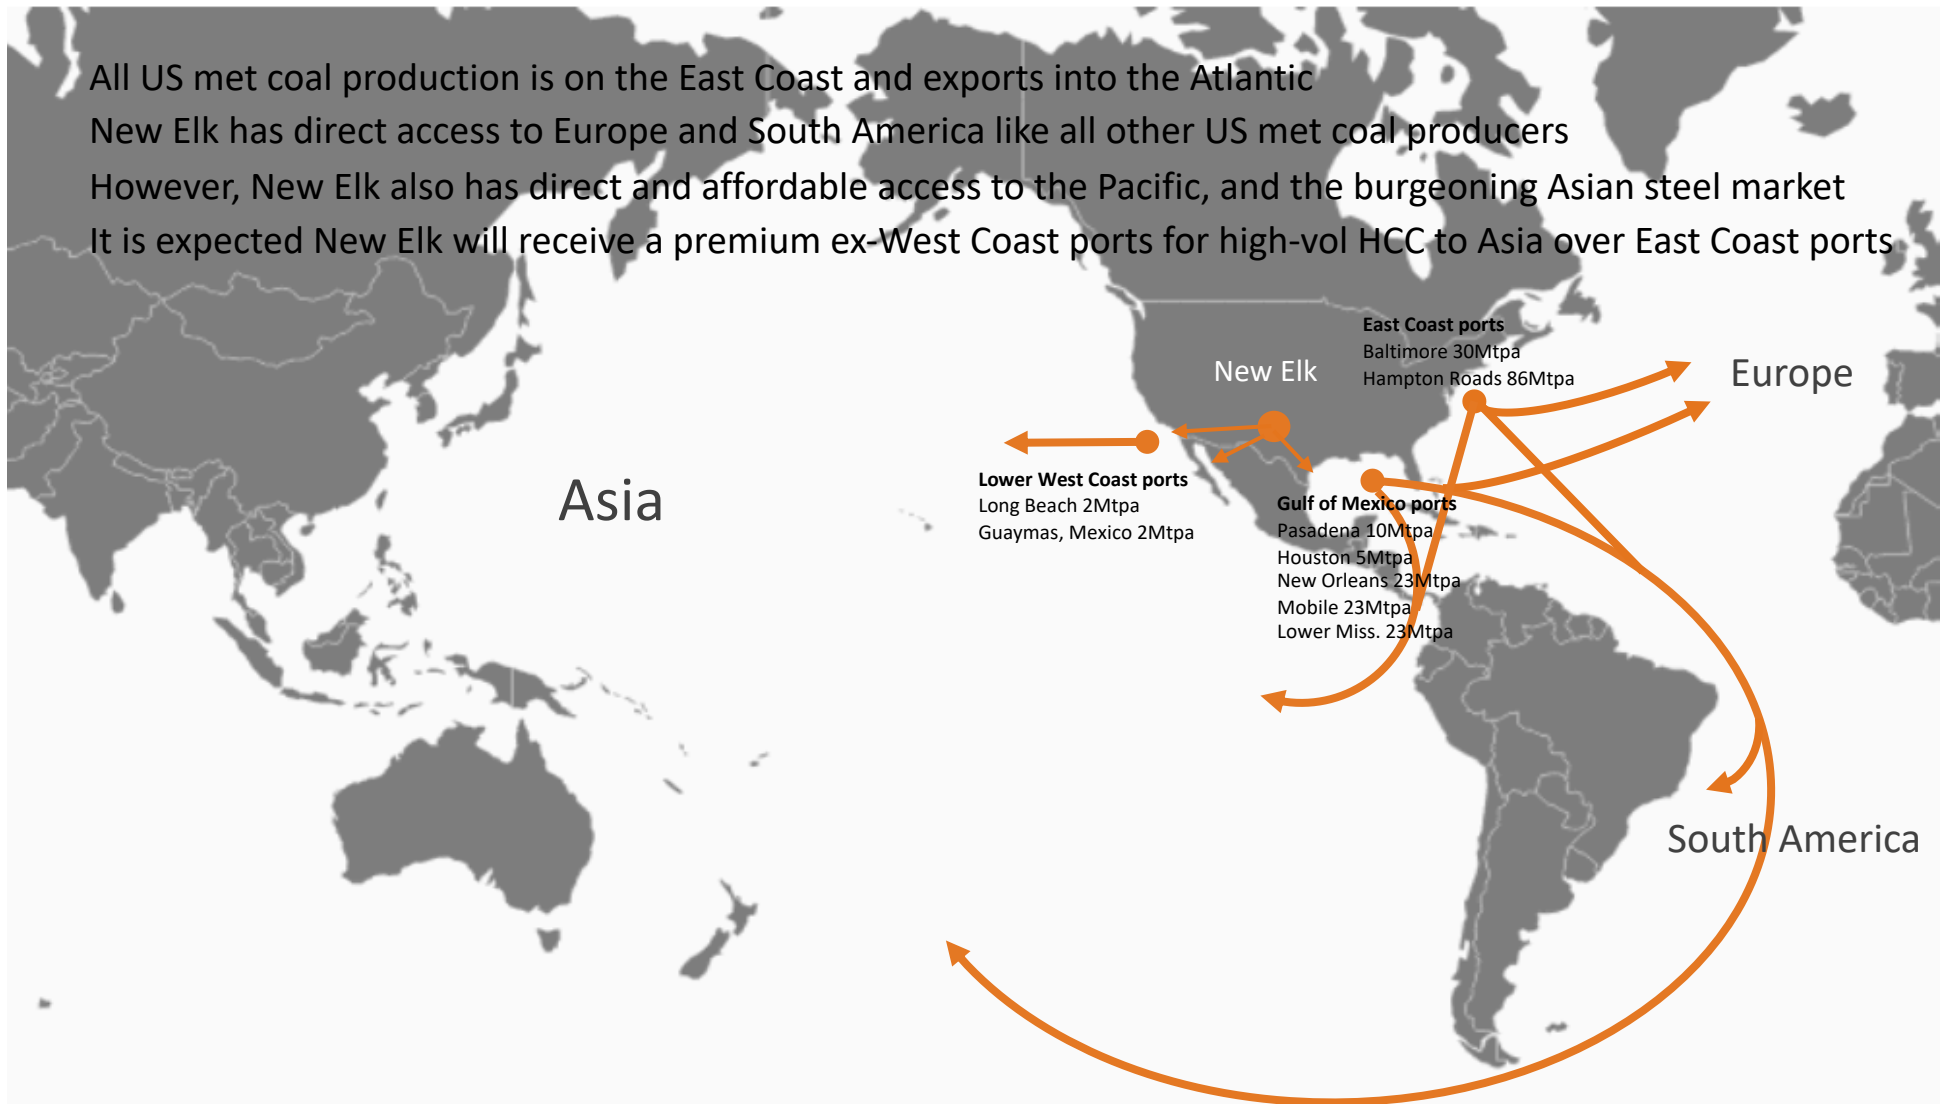 All US met coal production is on the East Coast and exports into the Atlantic
New Elk has direct access to Europe and South America like all other US met coal producers
However, New Elk also has direct and affordable access to the Pacific, and the burgeoning Asian steel market
It is expected New Elk will receive a premium ex-West Coast ports for high-vol HCC to Asia over East Coast ports
East Coast ports
Baltimore 30Mtpa
Hampton Roads 86Mtpa
New Elk
Europe
Asia
Lower West Coast ports
Long Beach 2Mtpa
Guaymas, Mexico 2Mtpa
Gulf of Mexico ports
Pasadena 10Mtpa
Houston 5Mtpa
New Orleans 23Mtpa
Mobile 23Mtpa
Lower Miss. 23Mtpa
South America